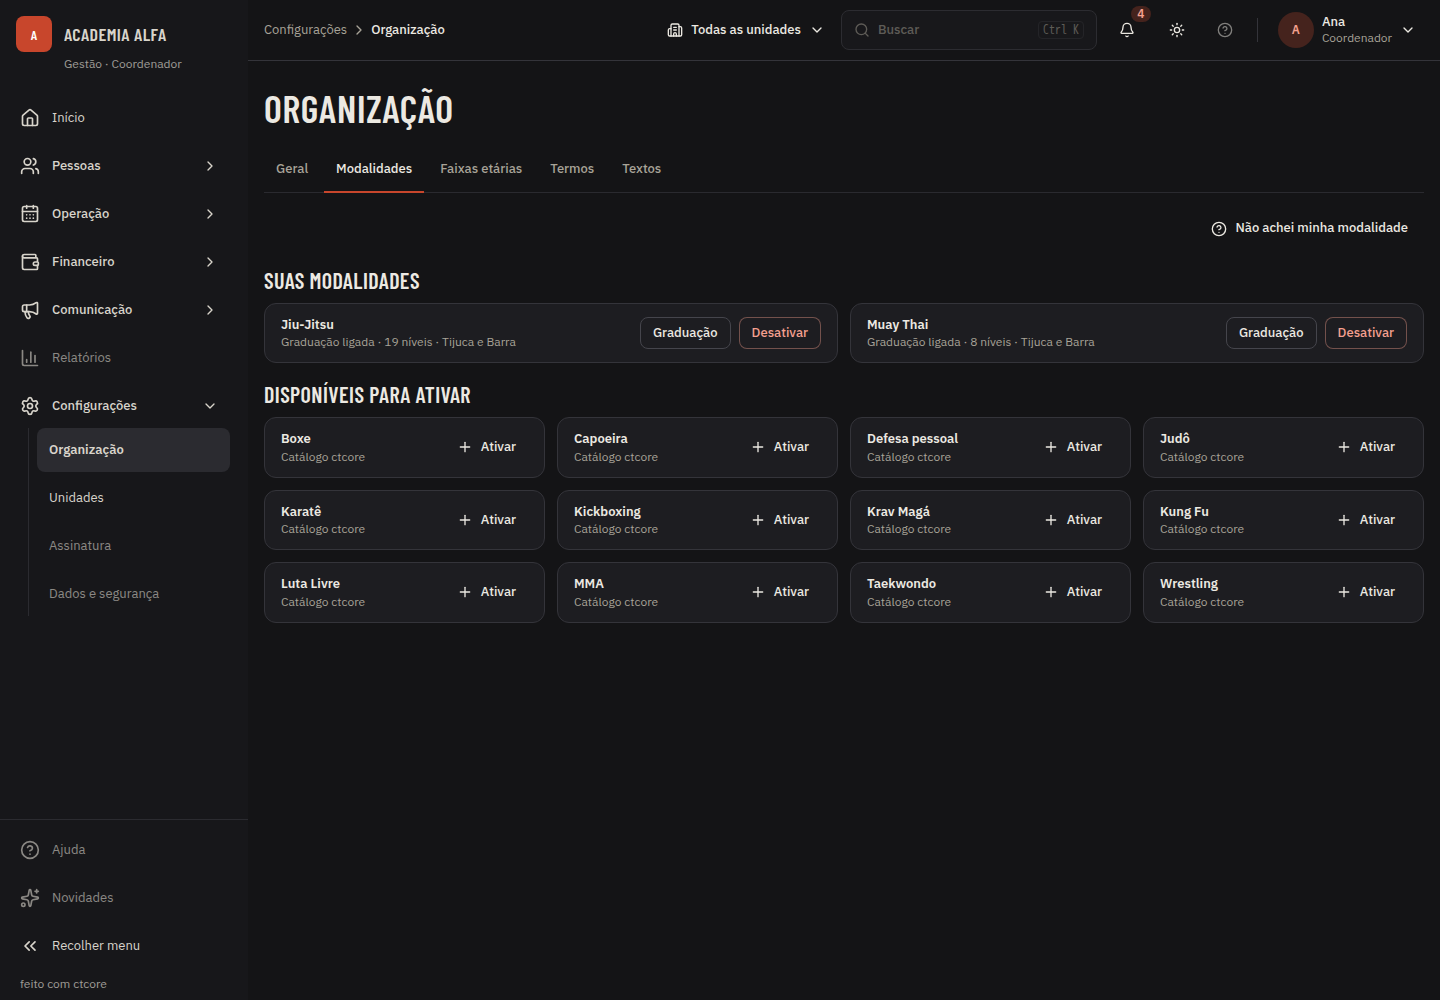 A
ACADEMIA ALFA
Gestão · Coordenador
Início
Pessoas
Operação
Financeiro
Comunicação
Relatórios
Configurações
Organização
Unidades
Assinatura
Dados e segurança
Ajuda
Novidades
Recolher menu
feito com ctcore
Configurações > Organização
Todas as unidades
Buscar
Ctrl K
4
A
Ana
Coordenador
ORGANIZAÇÃO
Geral Modalidades Faixas etárias Termos Textos
Não achei minha modalidade
SUAS MODALIDADES
Jiu-Jitsu
Graduação ligada · 19 níveis · Tijuca e Barra
Graduação Desativar
Muay Thai
Graduação ligada · 8 níveis · Tijuca e Barra
Graduação Desativar
DISPONÍVEIS PARA ATIVAR
Boxe
Catálogo ctcore
Ativar
Capoeira
Catálogo ctcore
Ativar
Defesa pessoal
Catálogo ctcore
Ativar
Judô
Catálogo ctcore
Ativar
Karatê
Catálogo ctcore
Ativar
Kickboxing
Catálogo ctcore
Ativar
Krav Magá
Catálogo ctcore
Ativar
Kung Fu
Catálogo ctcore
Ativar
Luta Livre
Catálogo ctcore
Ativar
MMA
Catálogo ctcore
Ativar
Taekwondo
Catálogo ctcore
Ativar
Wrestling
Catálogo ctcore
Ativar